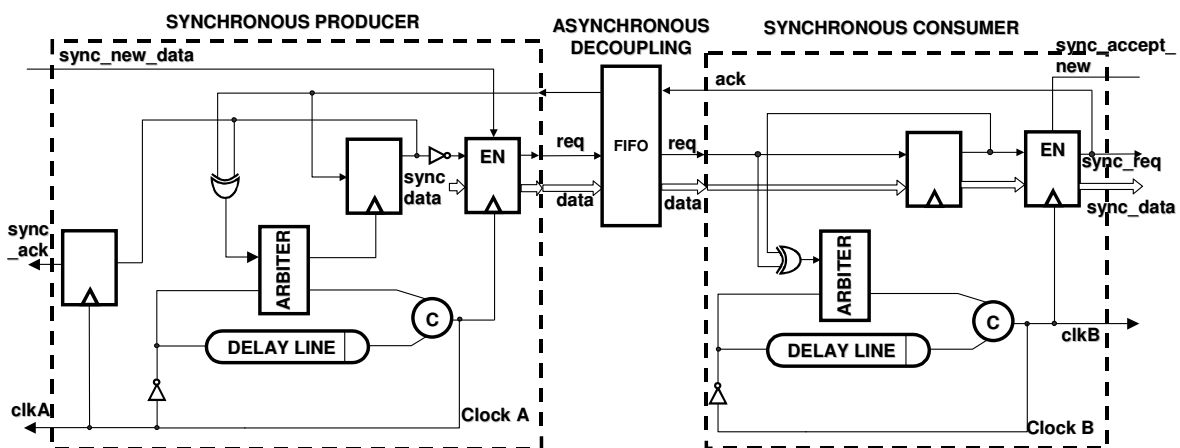 SYNCHRONOUS PRODUCER
ASYNCHRONOUS
DECOUPLING
SYNCHRONOUS CONSUMER
sync_new_data
sync_accept_
new
ack
EN
req
FIFO
req
EN
sync_req
sync
data
data
data
sync_data
sync
_ack
ARBITER
ARBITER
C
C
DELAY LINE
DELAY LINE
clkB
clkA
Clock A
Clock B